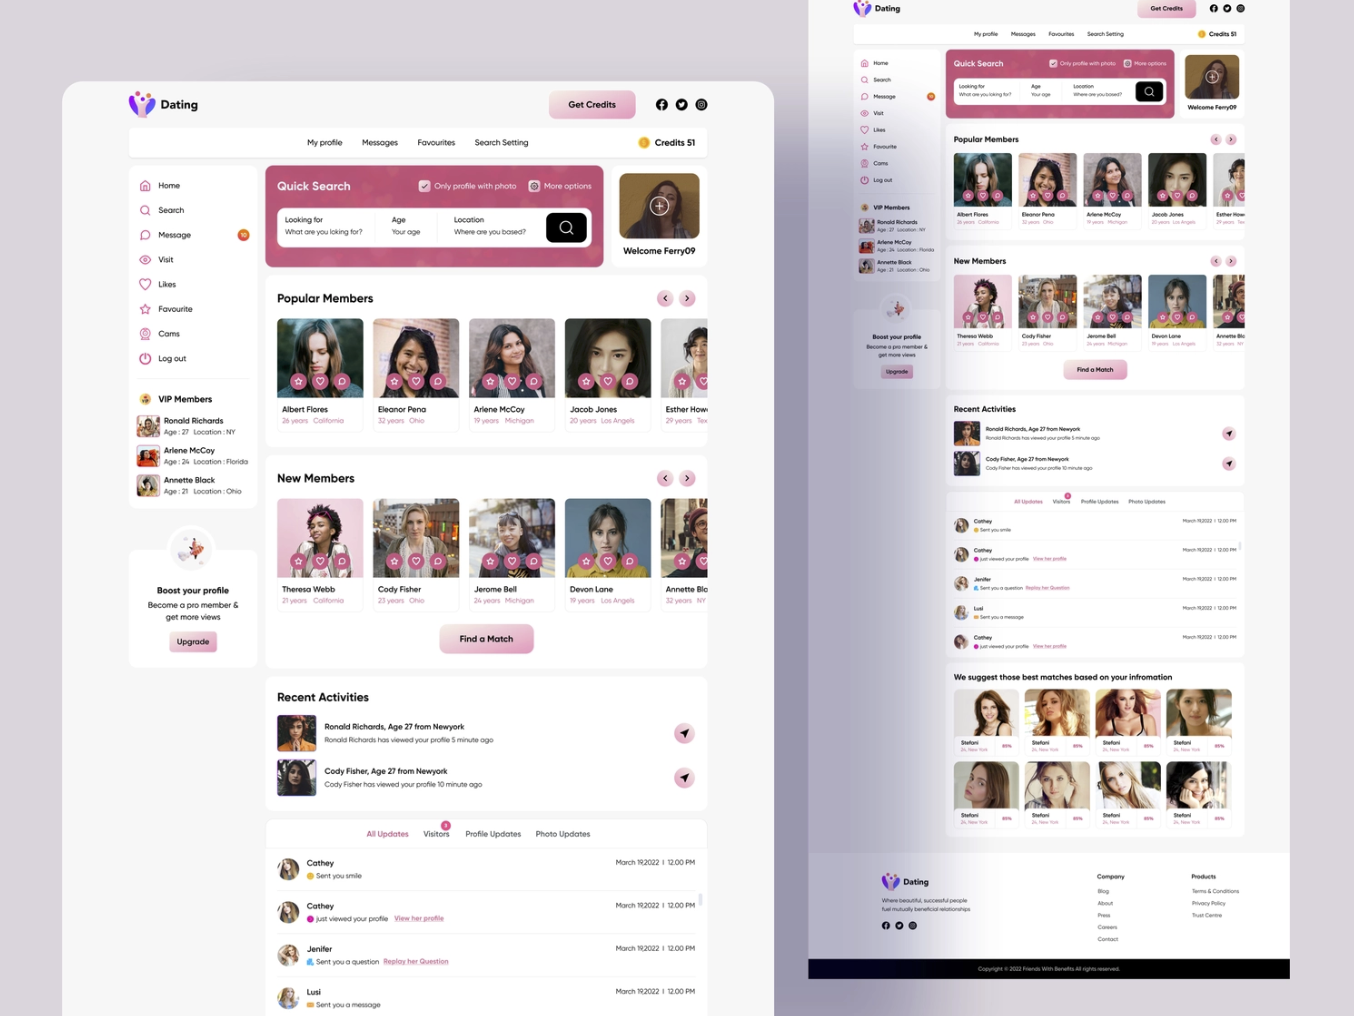 Dating
Get Credits
My profile Messages Favourites Search Setting Credits 51
Home
Search
Message 10
Visit
Likes
Favourite
Cams
Log out
VIP Members
Ronald Richards
Age : 27 Location : NY
Arlene McCoy
Age : 24 Location : Florida
Annette Black
Age : 21 Location : Ohio
Boost your profile
Become a pro member &
get more views
Upgrade
Quick Search Only profile with photo More options
Looking for Age Location
What are you loking for? Your age Where are you based?
Welcome Ferry09
Popular Members
Albert Flores Eleanor Pena Arlene McCoy Jacob Jones Esther How
26 years California 32 years Ohio 19 years Michigan 20 years Los Angels 29 years Tex
New Members
Theresa Webb Cody Fisher Jerome Bell Devon Lane Annette Blo
21 years California 23 years Ohio 24 years Michigan 19 years Los Angels 32 years NY
Find a Match
Recent Activities
Ronald Richards, Age 27 from Newyork
Ronald Richards has viewed your profile 5 minute ago
Cody Fisher, Age 27 from Newyork
Cody Fisher has viewed your profile 10 minute ago
All Updates Visitors Profile Updates Photo Updates
Cathey March 19,2022 I 12.00 PM
Sent you smile
Cathey March 19,2022 I 12.00 PM
just viewed your profile View her profile
Jenifer March 19,2022 I 12.00 PM
Sent you a question Replay her Question
Lusi March 19,2022 I 12.00 PM
Sent you a message
Dating
Get Credits
My profile Messages Favourites Search Setting Credits 51
Home
Search
Message
Visit
Likes
Favourite
Cams
Log out
VIP Members
Ronald Richards
Age : 27 Location : NY
Arlene McCoy
Age : 24 Location : Florida
Annette Black
Age : 21 Location : Ohio
Boost your profile
Become a pro member &
get more views
Upgrade
Quick Search Only profile with photo More options
Looking for Age Location
What are you loking for? Your age Where are you based?
Welcome Ferry09
Popular Members
Albert Flores Eleanor Pena Arlene McCoy Jacob Jones Esther How
26 years California 32 years Ohio 19 years Michigan 20 years Los Angels 29 years Te
New Members
Theresa Webb Cody Fisher Jerome Bell Devon Lane Annette Bl
21 years California 23 years Ohio 24 years Michigan 19 years Los Angels 32 years N
Find a Match
Recent Activities
Ronald Richards, Age 27 from Newyork
Ronald Richards has viewed your profile 5 minute ago
Cody Fisher, Age 27 from Newyork
Cody Fisher has viewed your profile 10 minute ago
All Updates Visitors Profile Updates Photo Updates
Cathey March 19,2022 I 12.00 PM
Sent you smile
Cathey March 19,2022 I 12.00 PM
just viewed your profile View her profile
Jenifer March 19,2022 I 12.00 PM
Sent you a question Replay her Question
Lusi March 19,2022 I 12.00 PM
Sent you a message
Cathey March 19,2022 I 12.00 PM
just viewed your profile View her profile
We suggest those best matches based on your infromation
Stefani 85% Stefani 85% Stefani 85% Stefani 85%
24, New York 24, New York 24, New York 24, New York
Stefani 85% Stefani 85% Stefani 85% Stefani 85%
24, New York 24, New York 24, New York 24, New York
Dating
Where beautiful, successful people
fuel mutually beneficial relationships
Company
Blog
About
Press
Careers
Contact
Products
Terms & Conditions
Privacy Policy
Trust Centre
Copyright © 2022 Friends With Benefits All rights reserved.